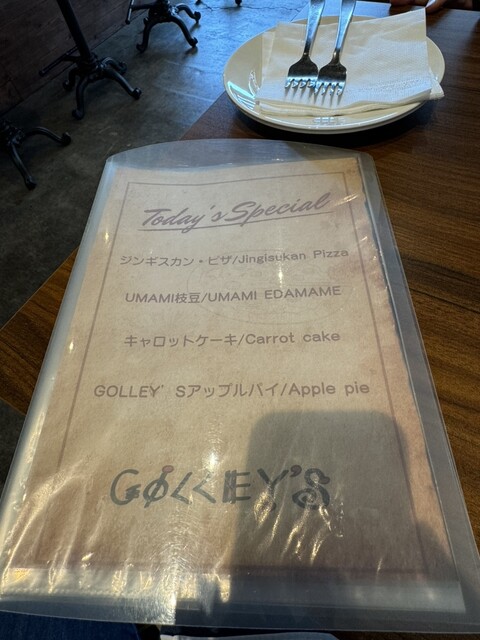 Today's Special
ジンギスカン・ピザ/Jingisukan Pizza
UMAMI枝豆/UMAMI EDAMAME
キャロットケーキ/Carrot cake
GOLLEY'Sアップルパイ/Apple pie
GOLLEY'S